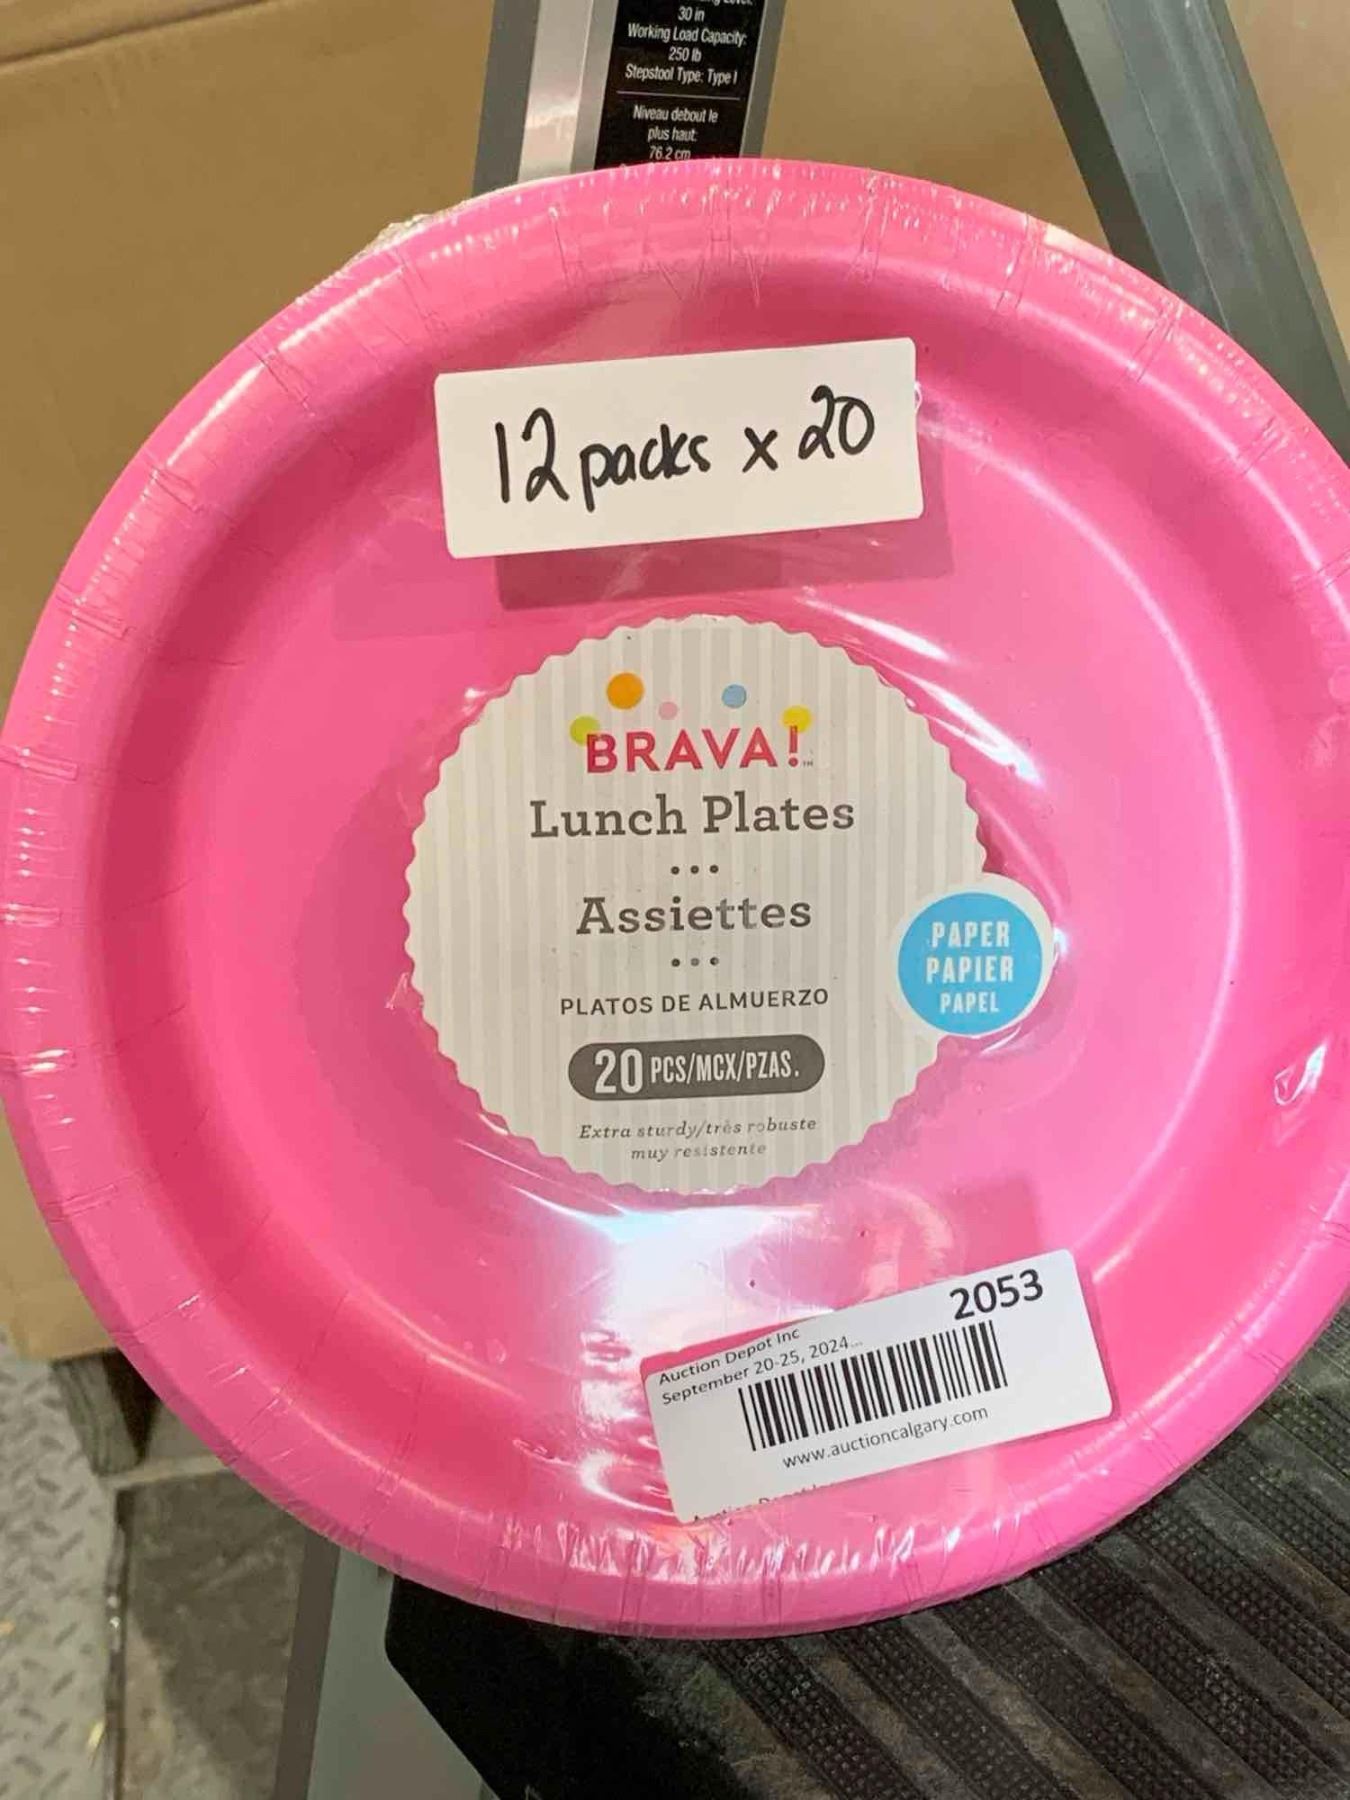 30 in
Working Load Capacity:
250 lb
Stepstool Type: Type I
Niveau debout le
plus haut:
76.2 cm
12 packs x 20
BRAVA!™
Lunch Plates
Assiettes
PLATOS DE ALMUERZO
20 PCS/MCX/PZAS.
Extra sturdy/très robuste
muy resistente
PAPER
PAPIER
PAPEL
2053
Auction Depot Inc
September 20-25, 2024...
www.auctioncalgary.com